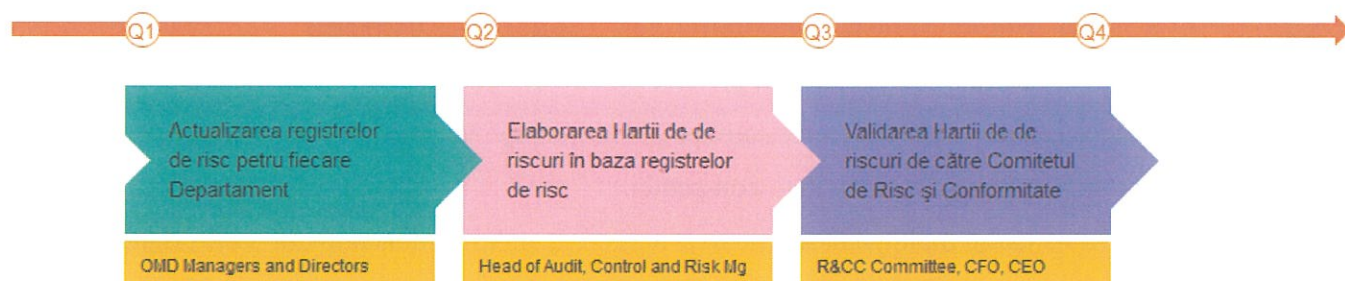 Q1 Q2 Q3 Q4
Actualizarea registrelor
de risc petru fiecare
Departament
Elaborarea Hartii de de
riscuri în baza registrelor
de risc
Validarea Hartii de de
riscuri de către Comitetul
de Risc și Conformitate
OMD Managers and Directors
Head of Audit, Control and Risk Mg
R&CC Committee, CFO, CEO